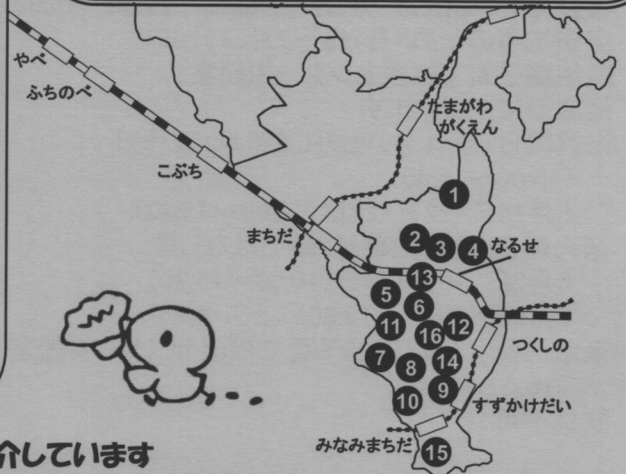 やべ
ふちのべ
こぶち
まちだ
たまがわ
がくえん
なるせ
つくしの
すずかけだい
みなみまちだ
1
2
3
4
13
5
6
11
16
12
7
8
14
9
10
15
介しています